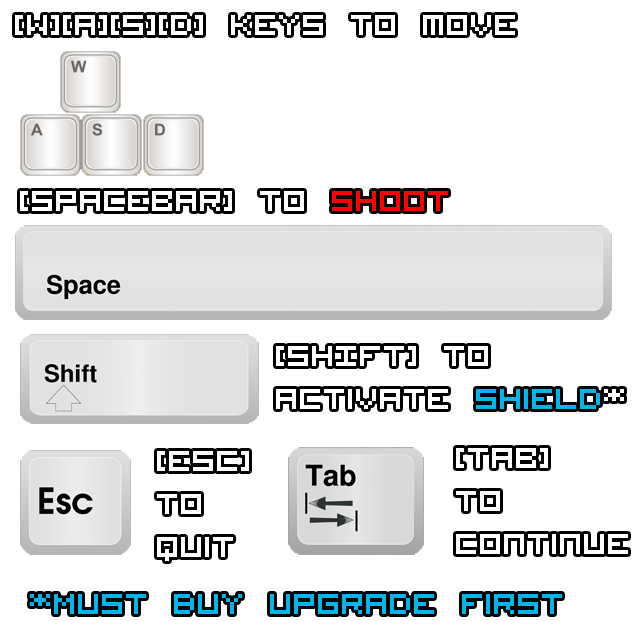 [W][A][S][D] KEYS TO MOVE
W
A S D
[SPACEBAR] TO SHOOT
Space
Shift
[SHIFT] TO
ACTIVATE SHIELD*
Esc
[ESC]
TO
QUIT
Tab
[TAB]
TO
CONTINUE
*MUST BUY UPGRADE FIRST